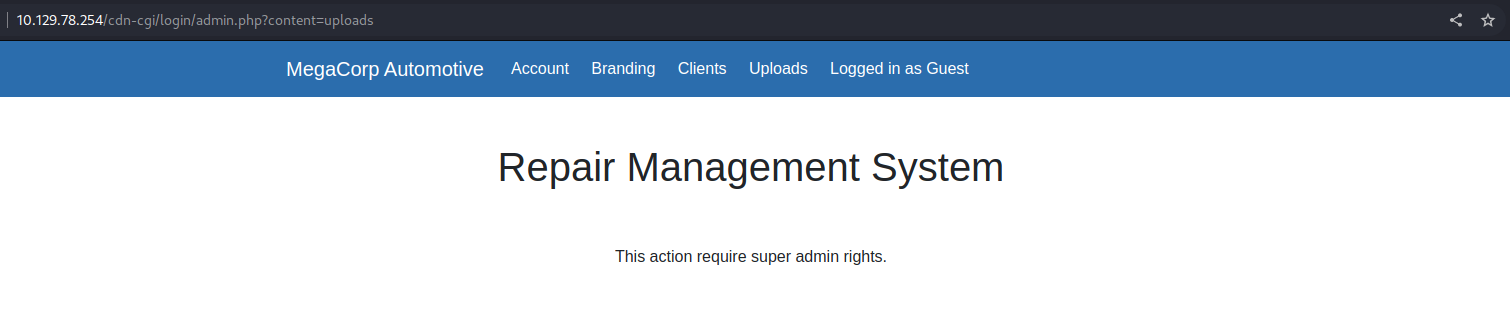 10.129.78.254/cdn-cgi/login/admin.php?content=uploads
MegaCorp Automotive Account Branding Clients Uploads Logged in as Guest
Repair Management System
This action require super admin rights.